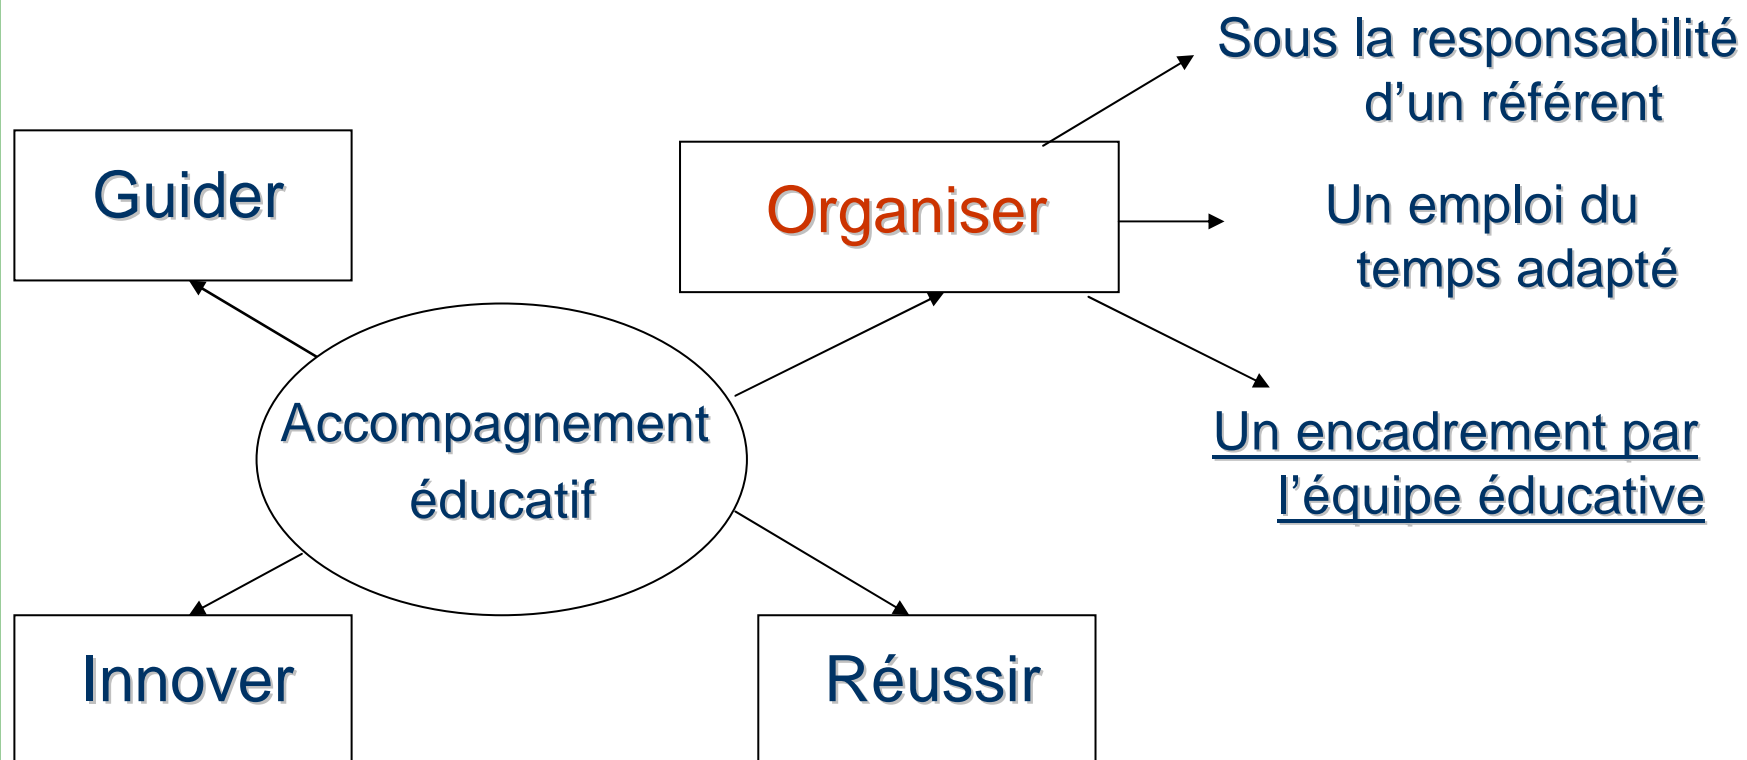 Sous la responsabilité
d’un référent
Guider
Organiser
Un emploi du
temps adapté
Accompagnement
éducatif
Un encadrement par
l’équipe éducative
Innover
Réussir